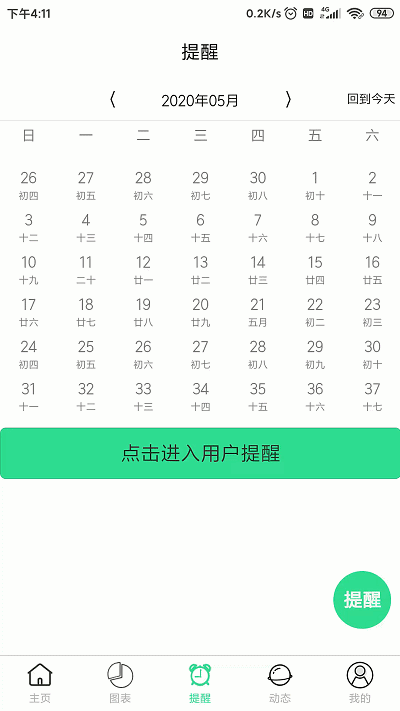 下午4:11 0.2K/s HD 4G 94
提醒
〈 2020年05月 〉 回到今天
日 一 二 三 四 五 六
26 27 28 29 30 1 2
初四 初五 初六 初七 初八 初十 十一
3 4 5 6 7 8 9
十二 十三 十四 十五 十六 十七 十八
10 11 12 13 14 15 16
十九 二十 廿一 廿二 廿三 廿四 廿五
17 18 19 20 21 22 23
廿六 廿七 廿八 廿九 五月 初二 初三
24 25 26 27 28 29 30
初四 初五 初六 初七 初八 初九 初十
31 32 33 34 35 36 37
十一 十二 十三 十四 十五 十六 十七
点击进入用户提醒
提醒
主页 图表 提醒 动态 我的